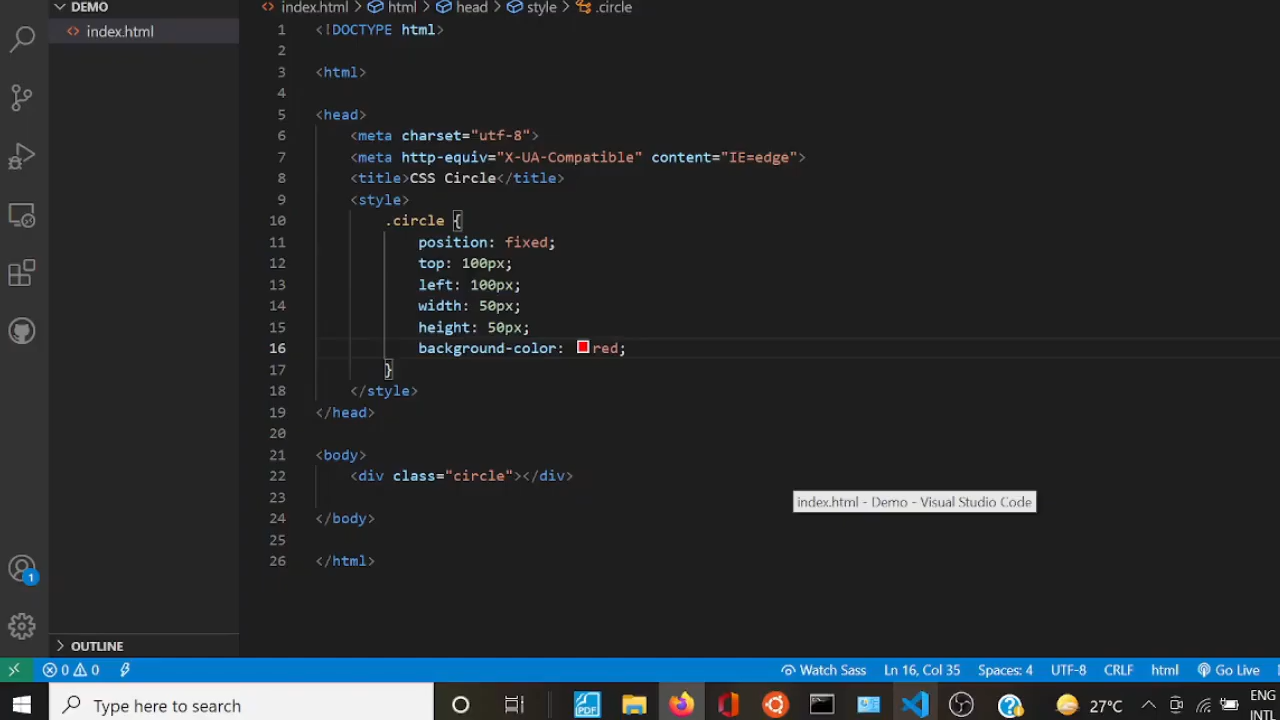 DEMO
index.html
index.html > html > head > style > .circle
1 <!DOCTYPE html>
2
3 <html>
4
5 <head>
6 <meta charset="utf-8">
7 <meta http-equiv="X-UA-Compatible" content="IE=edge">
8 <title>CSS Circle</title>
9 <style>
10 .circle {
11 position: fixed;
12 top: 100px;
13 left: 100px;
14 width: 50px;
15 height: 50px;
16 background-color: red;
17 }
18 </style>
19 </head>
20
21 <body>
22 <div class="circle"></div>
23
24 </body>
25
26 </html>
index.html - Demo - Visual Studio Code
1
OUTLINE
0 0 Watch Sass Ln 16, Col 35 Spaces: 4 UTF-8 CRLF html Go Live
Type here to search
PDF
27°C
ENG
INTL